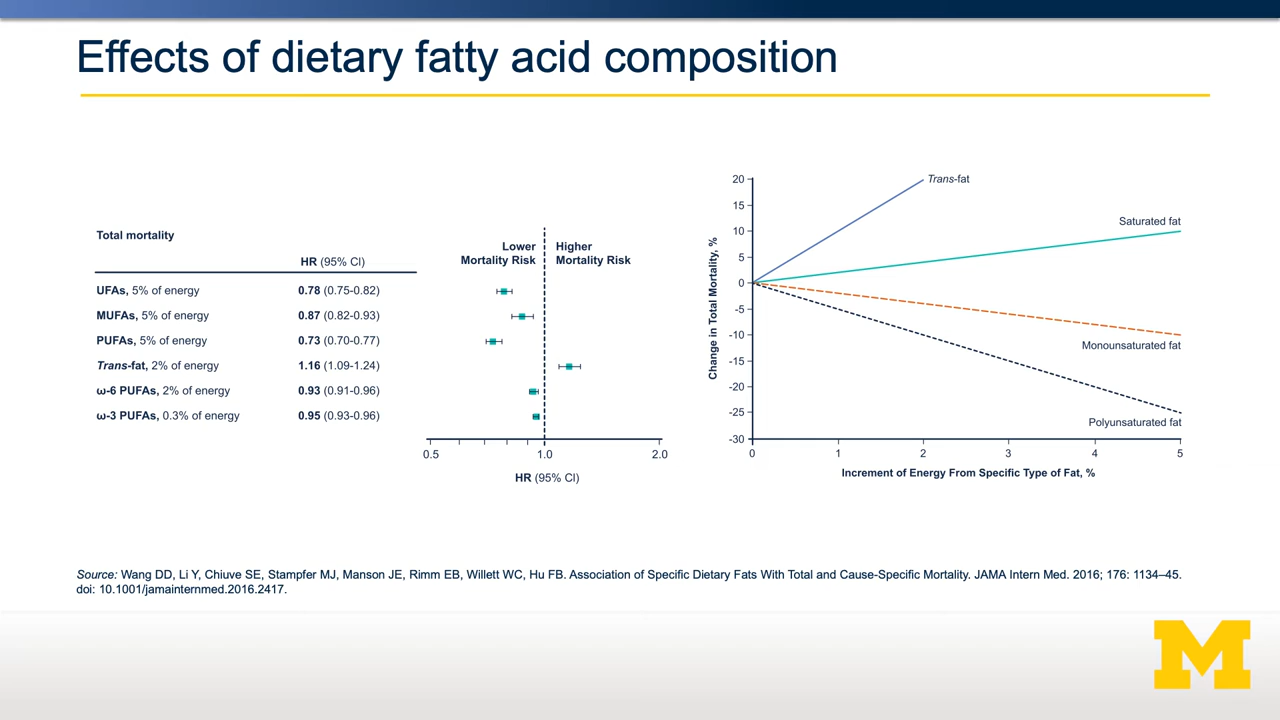 Effects of dietary fatty acid composition
Total mortality
HR (95% CI)
Lower
Mortality Risk
Higher
Mortality Risk
UFAs, 5% of energy 0.78 (0.75-0.82)
MUFAs, 5% of energy 0.87 (0.82-0.93)
PUFAs, 5% of energy 0.73 (0.70-0.77)
Trans-fat, 2% of energy 1.16 (1.09-1.24)
ω-6 PUFAs, 2% of energy 0.93 (0.91-0.96)
ω-3 PUFAs, 0.3% of energy 0.95 (0.93-0.96)
0.5 1.0 2.0
HR (95% CI)
Change in Total Mortality, %
20
15
10
5
0
-5
-10
-15
-20
-25
-30
Trans-fat
Saturated fat
Monounsaturated fat
Polyunsaturated fat
0 1 2 3 4 5
Increment of Energy From Specific Type of Fat, %
Source: Wang DD, Li Y, Chiuve SE, Stampfer MJ, Manson JE, Rimm EB, Willett WC, Hu FB. Association of Specific Dietary Fats With Total and Cause-Specific Mortality. JAMA Intern Med. 2016; 176: 1134–45.
doi: 10.1001/jamainternmed.2016.2417.
M